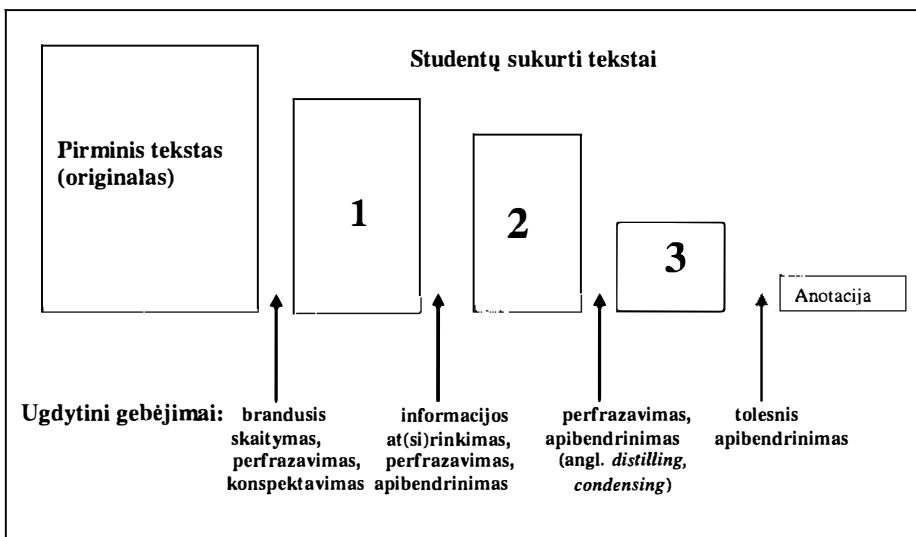 Studentų sukurti tekstai
Pirminis tekstas
(originalas)
1
2
3
Anotacija
Ugdytini gebėjimai:
brandusis
skaitymas,
perfrazavimas,
konspektavimas
informacijos
at(si)rinkimas,
perfrazavimas,
apibendrinimas
perfrazavimas,
apibendrinimas
(angl. distilling,
condensing)
tolesnis
apibendrinimas